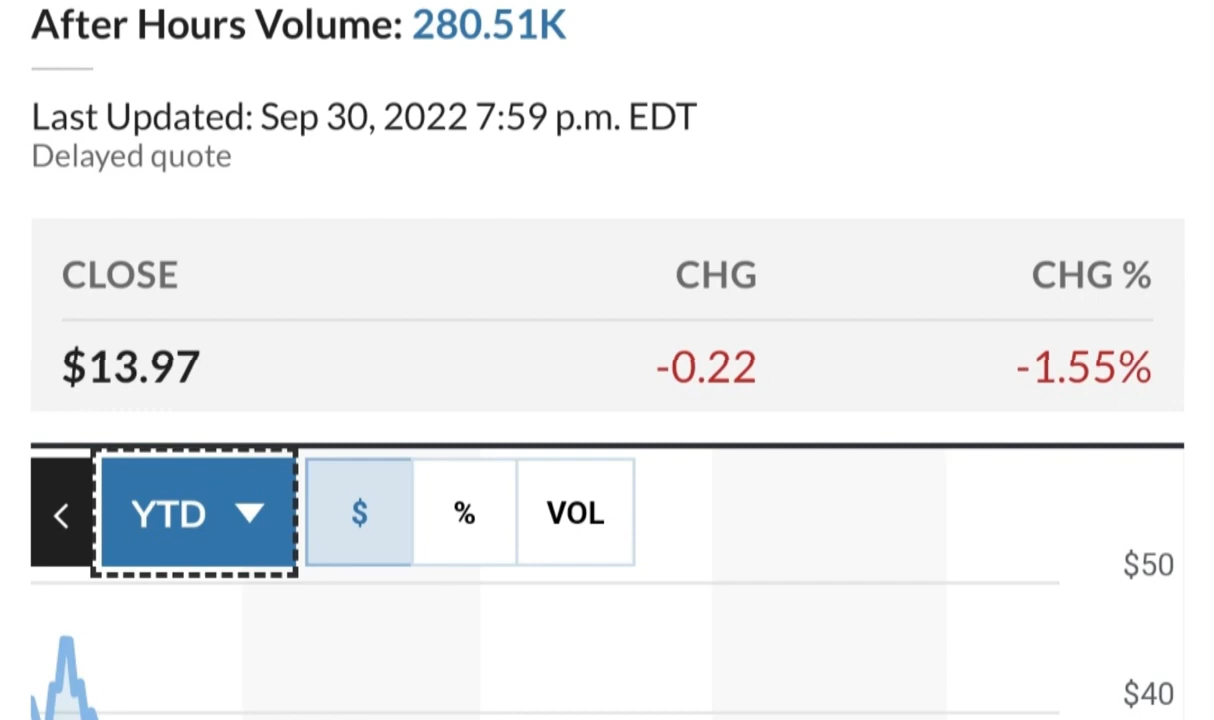 After Hours Volume: 280.51K
Last Updated: Sep 30, 2022 7:59 p.m. EDT
Delayed quote
CLOSE CHG CHG %
$13.97 -0.22 -1.55%
YTD $ % VOL
$50
$40